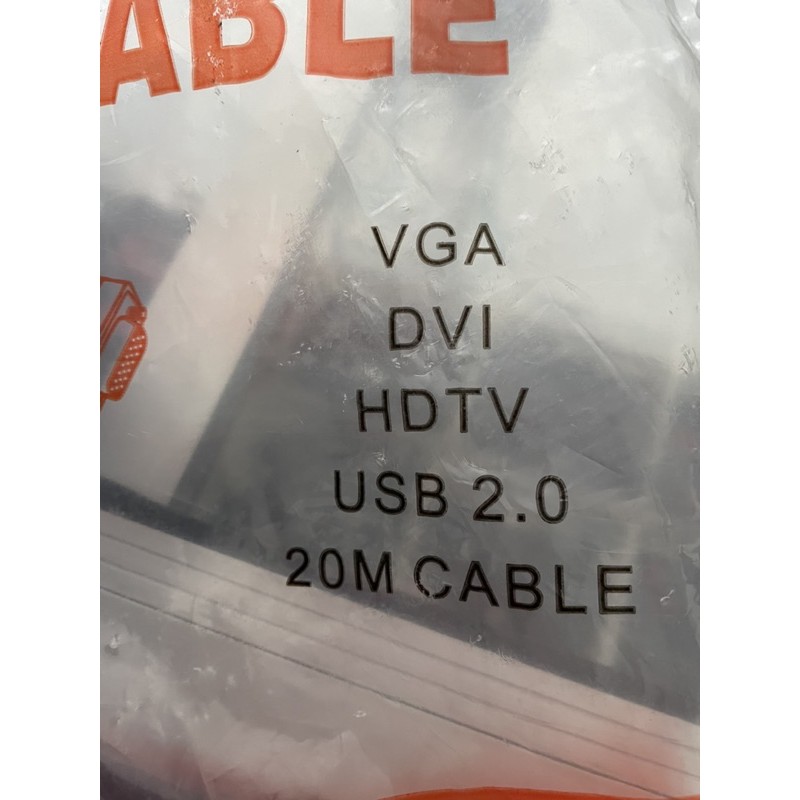 ABLE
VGA
DVI
HDTV
USB 2.0
20M CABLE